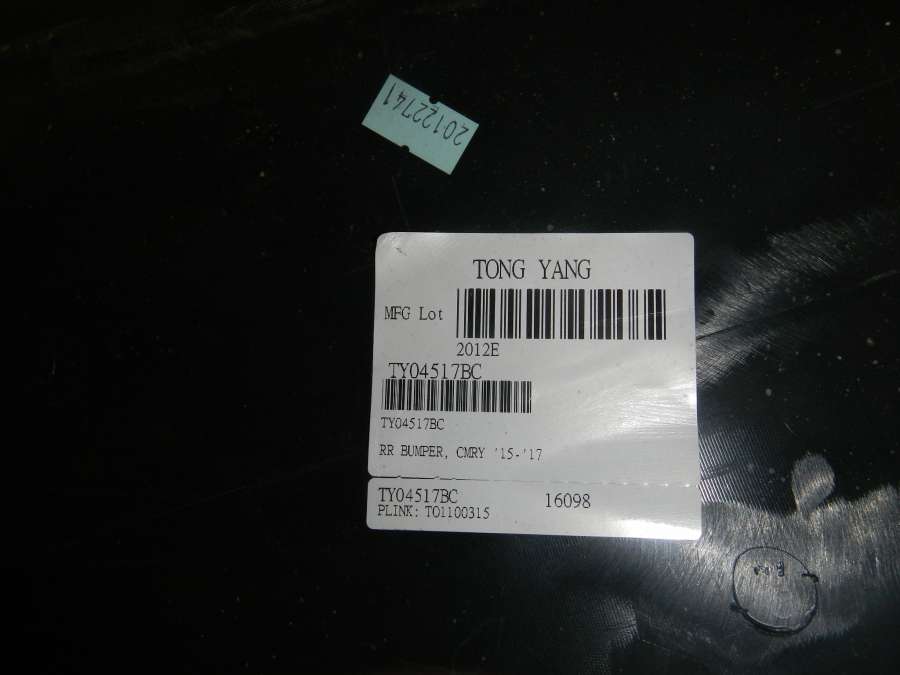 20122741
TONG YANG
MFG Lot
2012E
TY04517BC
TY04517BC
RR BUMPER, CMRY '15-'17
TY04517BC 16098
PLINK: TO1100315